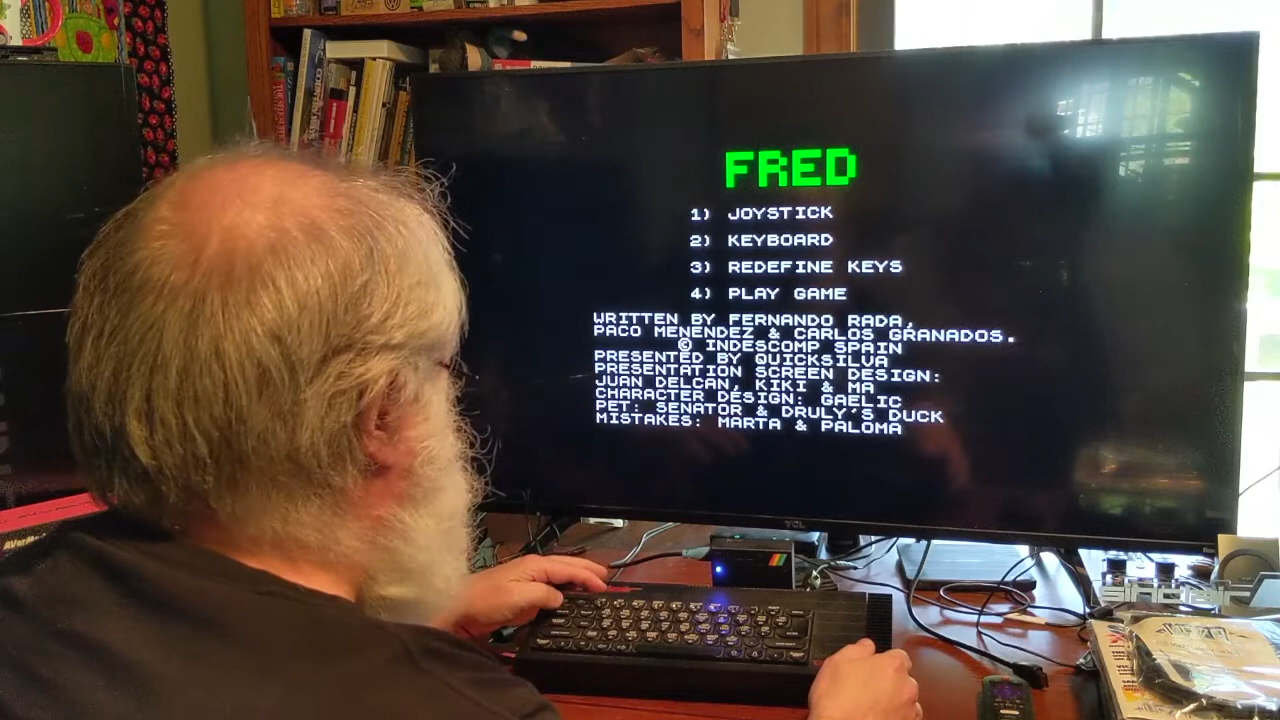 FRED
1) JOYSTICK
2) KEYBOARD
3) REDEFINE KEYS
4) PLAY GAME
WRITTEN BY FERNANDO RADA,
PACO MENENDEZ & CARLOS GRANADOS.
© INDESCOMP SPAIN
PRESENTED BY QUICKSILVA
PRESENTATION SCREEN DESIGN:
JUAN DELCAN, KIKI & MA
CHARACTER DESIGN: GAELIC
PET: SENATOR & DRULY'S DUCK
MISTAKES: MARTA & PALOMA
TCL
sinclair